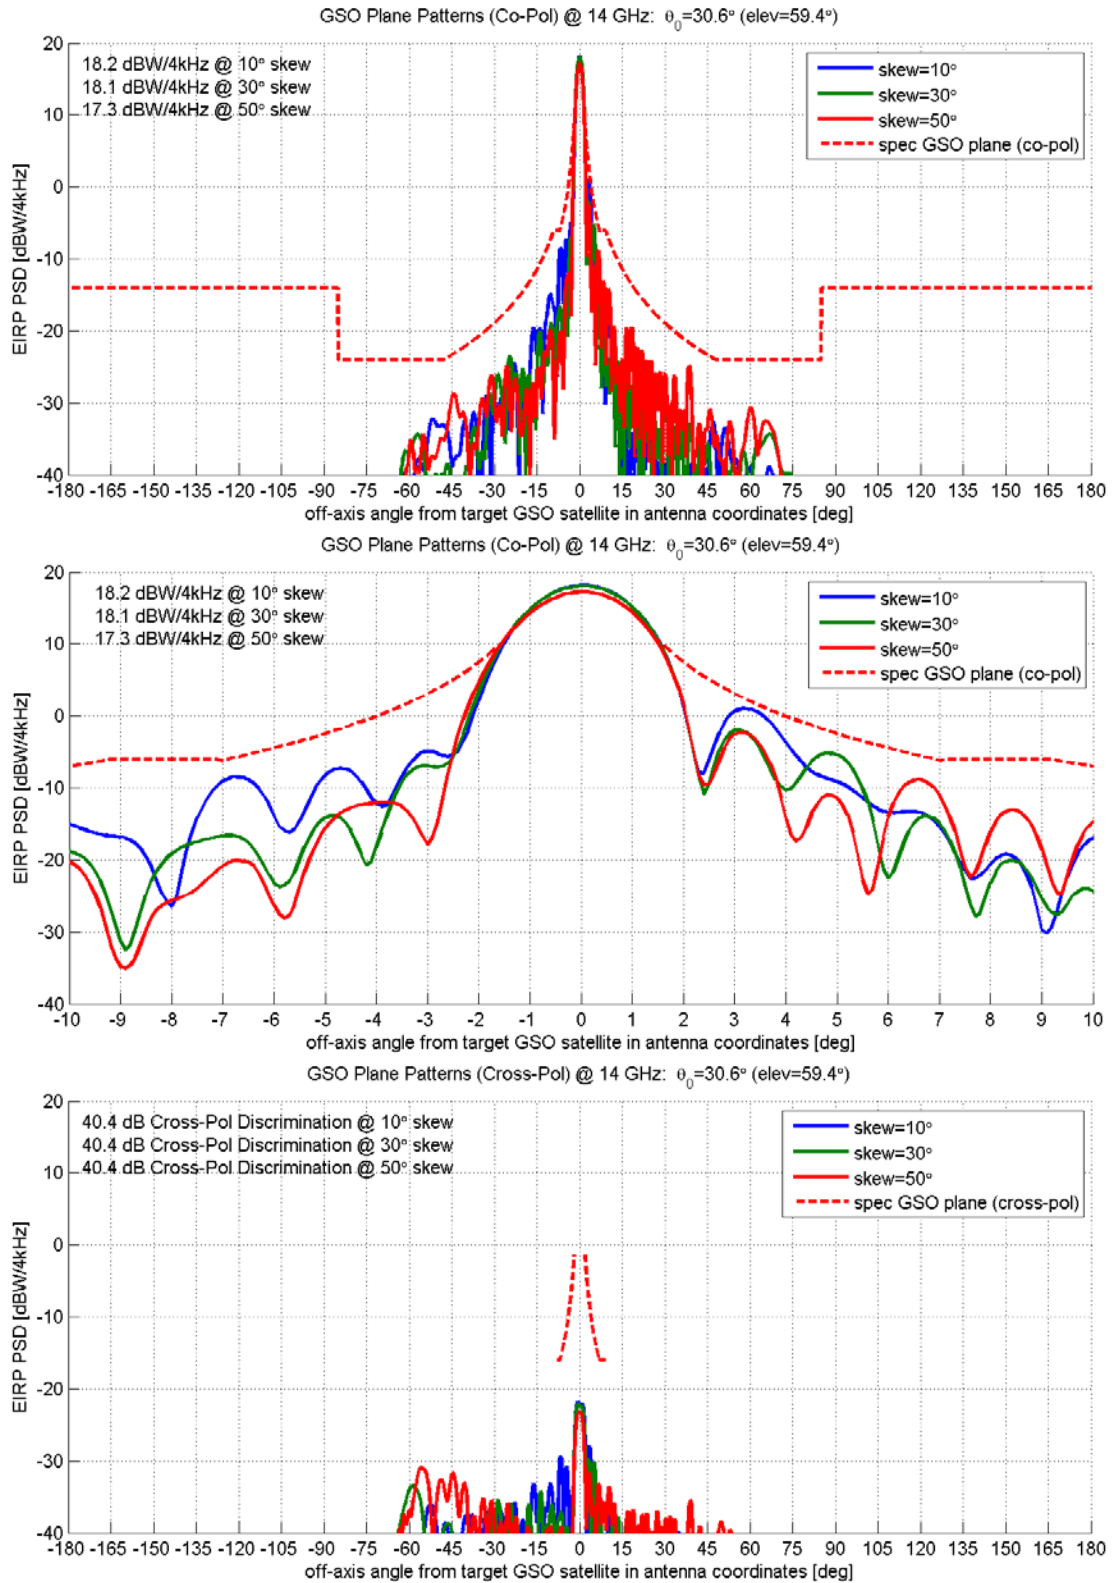 GSO Plane Patterns (Co-Pol) @ 14 GHz: θ0=30.6° (elev=59.4°)
18.2 dBW/4kHz @ 10° skew
18.1 dBW/4kHz @ 30° skew
17.3 dBW/4kHz @ 50° skew
skew=10°
skew=30°
skew=50°
spec GSO plane (co-pol)
EIRP PSD [dBW/4kHz]
20
10
0
-10
-20
-30
-40
-180 -165 -150 -135 -120 -105 -90 -75 -60 -45 -30 -15 0 15 30 45 60 75 90 105 120 135 150 165 180
off-axis angle from target GSO satellite in antenna coordinates [deg]
GSO Plane Patterns (Co-Pol) @ 14 GHz: θ0=30.6° (elev=59.4°)
18.2 dBW/4kHz @ 10° skew
18.1 dBW/4kHz @ 30° skew
17.3 dBW/4kHz @ 50° skew
skew=10°
skew=30°
skew=50°
spec GSO plane (co-pol)
EIRP PSD [dBW/4kHz]
20
10
0
-10
-20
-30
-40
-10 -9 -8 -7 -6 -5 -4 -3 -2 -1 0 1 2 3 4 5 6 7 8 9 10
off-axis angle from target GSO satellite in antenna coordinates [deg]
GSO Plane Patterns (Cross-Pol) @ 14 GHz: θ0=30.6° (elev=59.4°)
40.4 dB Cross-Pol Discrimination @ 10° skew
40.4 dB Cross-Pol Discrimination @ 30° skew
40.4 dB Cross-Pol Discrimination @ 50° skew
skew=10°
skew=30°
skew=50°
spec GSO plane (cross-pol)
EIRP PSD [dBW/4kHz]
20
10
0
-10
-20
-30
-40
-180 -165 -150 -135 -120 -105 -90 -75 -60 -45 -30 -15 0 15 30 45 60 75 90 105 120 135 150 165 180
off-axis angle from target GSO satellite in antenna coordinates [deg]